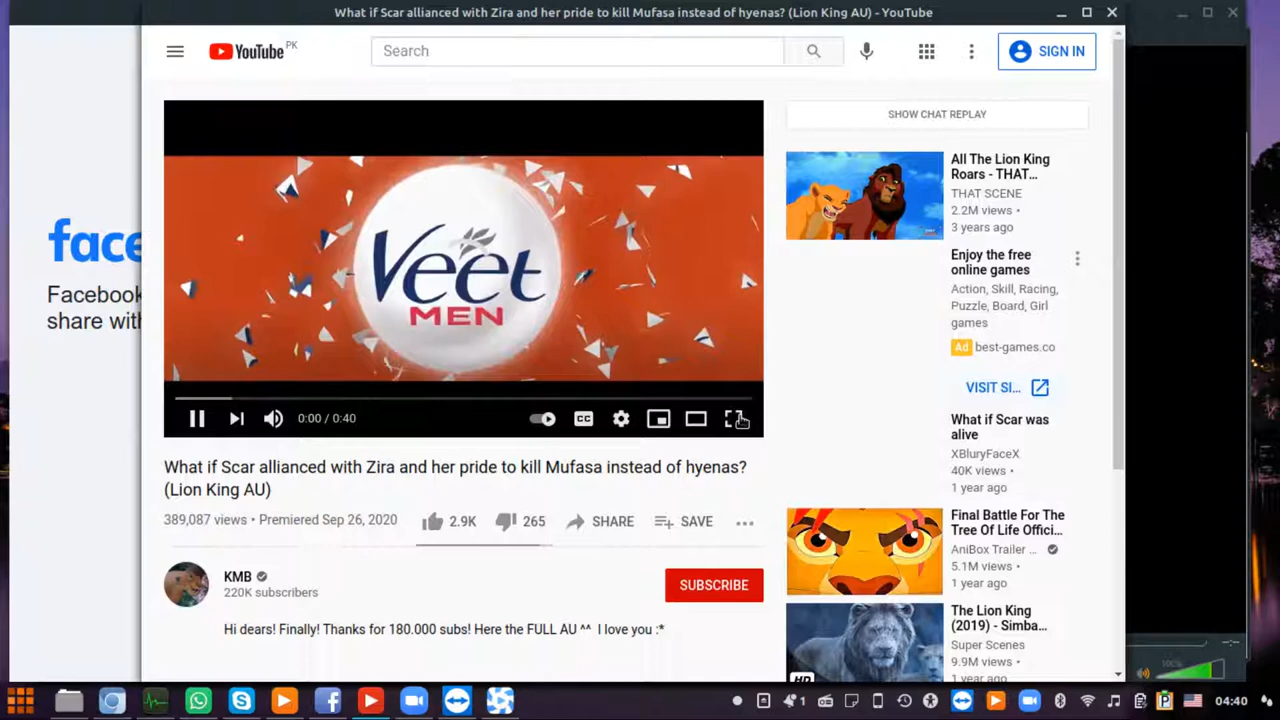 What if Scar allianced with Zira and her pride to kill Mufasa instead of hyenas? (Lion King AU) - YouTube
YouTube PK
Search
SIGN IN
face
Facebook
share with
Veet
MEN
0:00 / 0:40
CC
What if Scar allianced with Zira and her pride to kill Mufasa instead of hyenas?
(Lion King AU)
389,087 views • Premiered Sep 26, 2020
2.9K
265
SHARE
SAVE
KMB
220K subscribers
SUBSCRIBE
Hi dears! Finally! Thanks for 180.000 subs! Here the FULL AU ^^ I love you :*
SHOW CHAT REPLAY
All The Lion King
Roars - THAT...
THAT SCENE
2.2M views •
3 years ago
Enjoy the free
online games
Action, Skill, Racing,
Puzzle, Board, Girl
games
Ad best-games.co
VISIT SI...
What if Scar was
alive
XBluryFaceX
40K views •
1 year ago
Final Battle For The
Tree Of Life Offici...
AniBox Trailer ...
5.1M views •
1 year ago
The Lion King
(2019) - Simba...
Super Scenes
9.9M views •
1 year ago
HD
100%
1
04:40